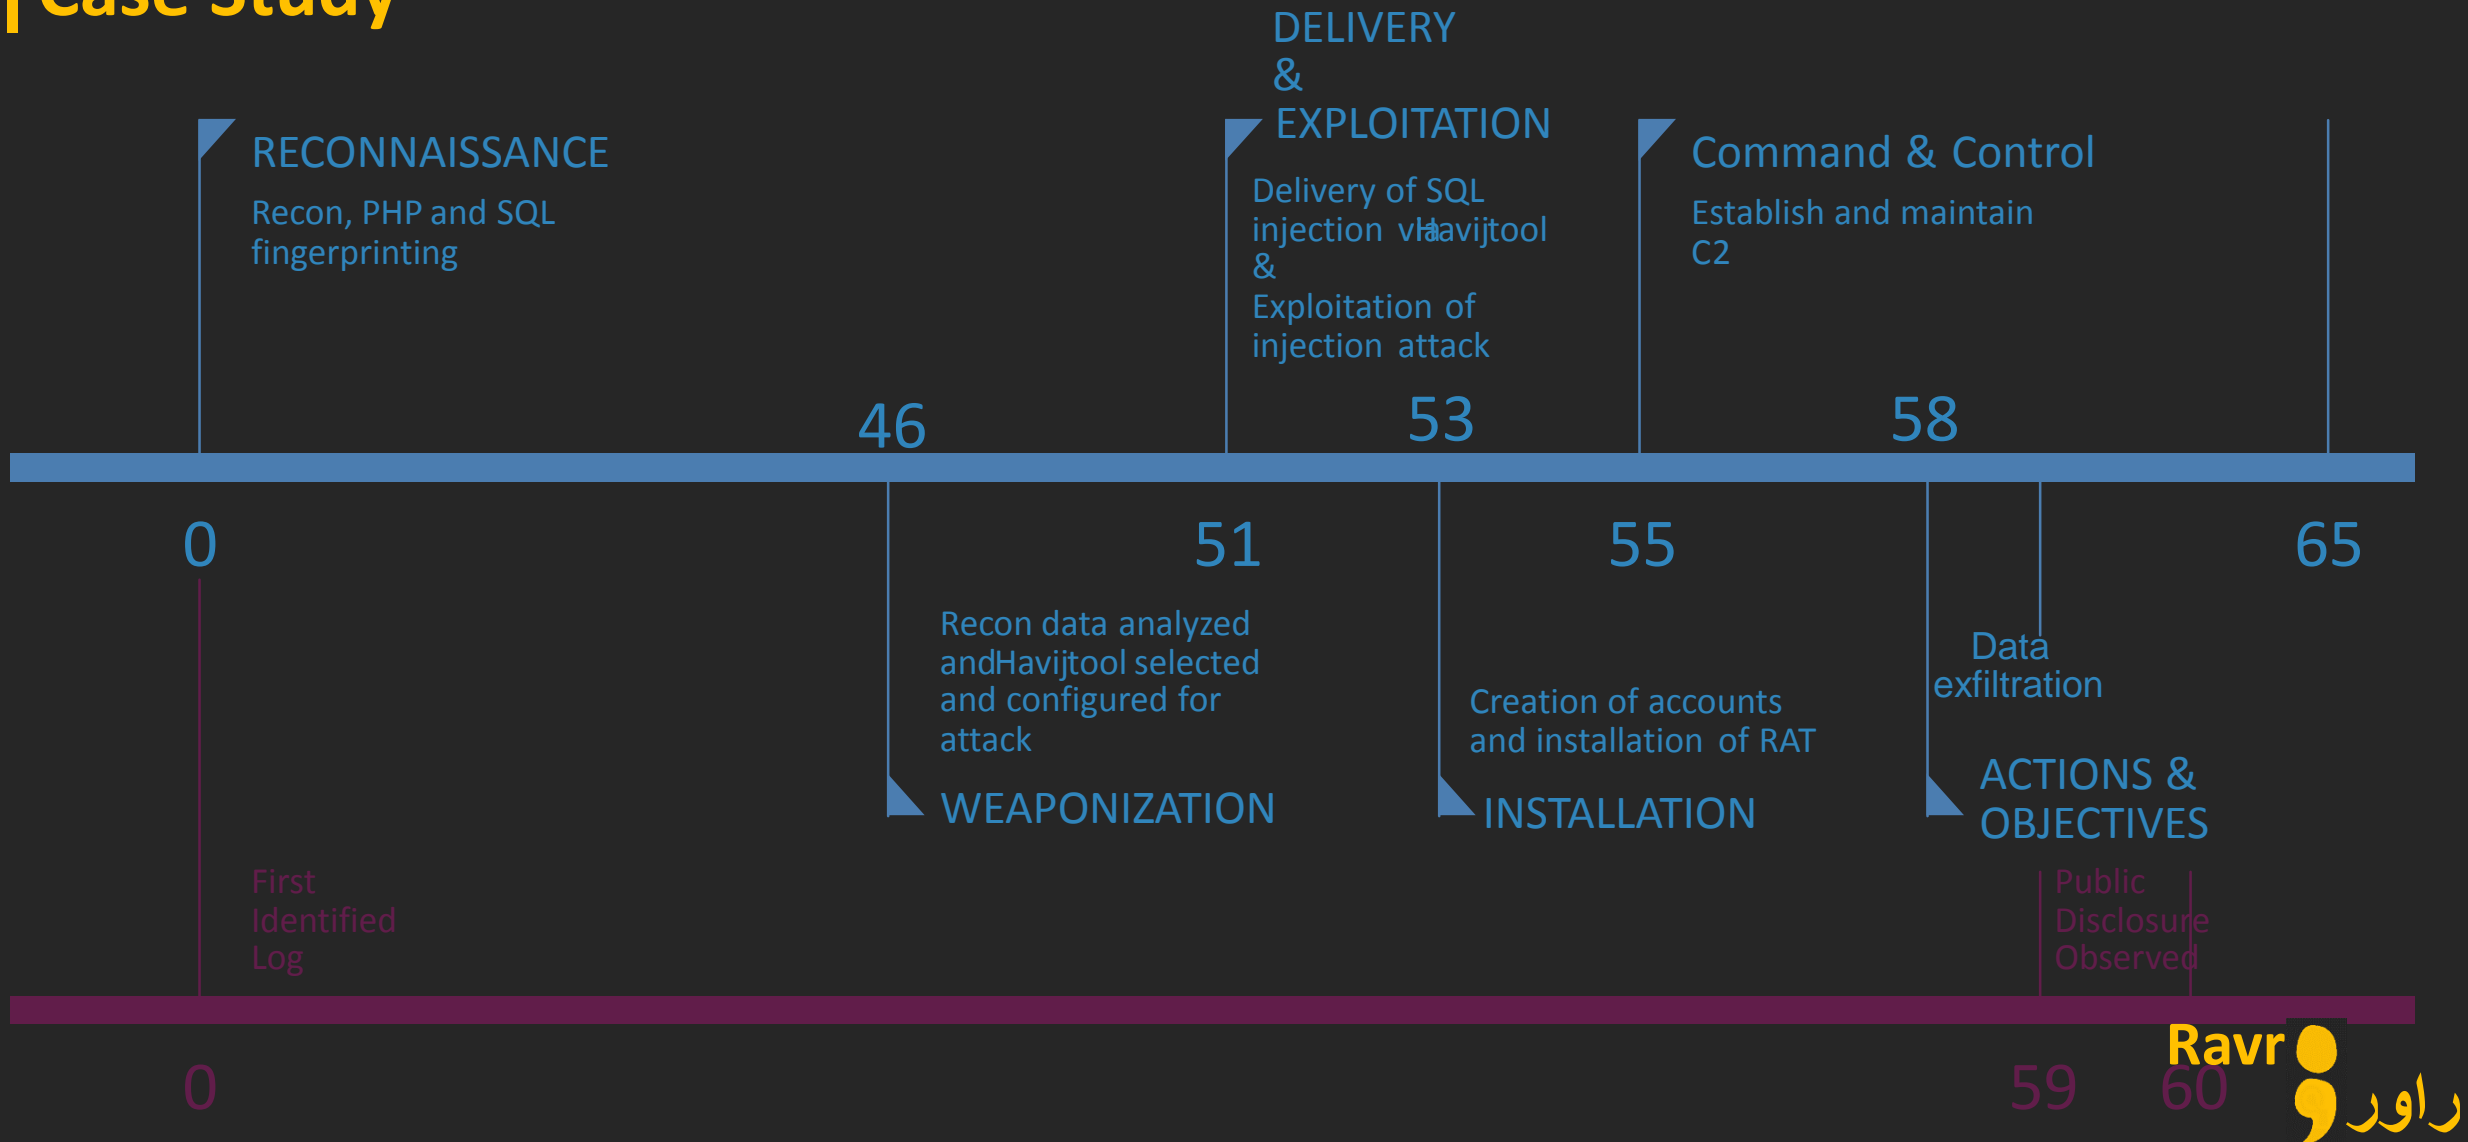 Case Study
RECONNAISSANCE
Recon, PHP and SQL
fingerprinting
DELIVERY
&
EXPLOITATION
Delivery of SQL
injection via Havijtool
&
Exploitation of
injection attack
Command & Control
Establish and maintain
C2
46
53
58
0
51
55
65
Recon data analyzed
andHavijtool selected
and configured for
attack
WEAPONIZATION
Creation of accounts
and installation of RAT
INSTALLATION
Data
exfiltration
ACTIONS &
OBJECTIVES
First
Identified
Log
Public
Disclosure
Observed
0
59
60
Ravr
راور